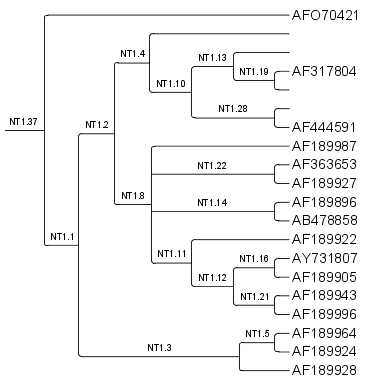 AFO70421
NT1.4
NT1.13
NT1.19
AF317804
NT1.10
NT1.28
NT1.37
NT1.2
AF444591
AF189987
NT1.22
AF363653
AF189927
NT1.8
NT1.14
AF189896
AB478858
NT1.1
NT1.11
AF189922
NT1.16
AY731807
NT1.12
AF189905
NT1.21
AF189943
AF189996
NT1.5
AF189964
NT1.3
AF189924
AF189928